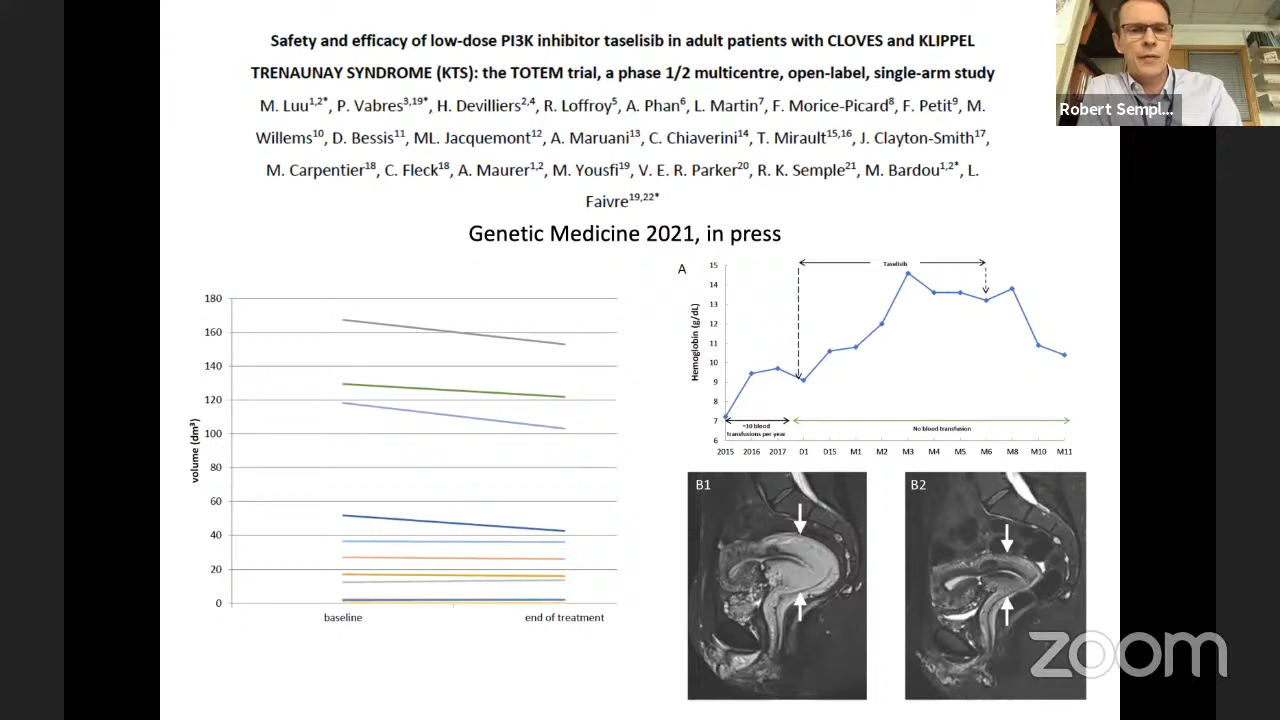 Safety and efficacy of low-dose PI3K inhibitor taselisib in adult patients with CLOVES and KLIPPEL
TRENAUNAY SYNDROME (KTS): the TOTEM trial, a phase 1/2 multicentre, open-label, single-arm study
M. Luu1,2*, P. Vabres3,19*, H. Devilliers2,4, R. Loffroy5, A. Phan6, L. Martin7, F. Morice-Picard8, F. Petit9, M.
Willems10, D. Bessis11, ML. Jacquemont12, A. Maruani13, C. Chiaverini14, T. Mirault15,16, J. Clayton-Smith17,
M. Carpentier18, C. Fleck18, A. Maurer1,2, M. Yousfi19, V. E. R. Parker20, R. K. Semple21, M. Bardou1,2*, L.
Faivre19,22*
Robert Sempl...
Genetic Medicine 2021, in press
volume (dm³)
180
160
140
120
100
80
60
40
20
0
baseline
end of treatment
A
Taselisib
Hemoglobin (g/dL)
15
14
13
12
11
10
9
8
7
6
≈10 blood
transfusions per year
No blood transfusion
2015 2016 2017 D1 D15 M1 M2 M3 M4 M5 M6 M8 M10 M11
B1
B2
zoom